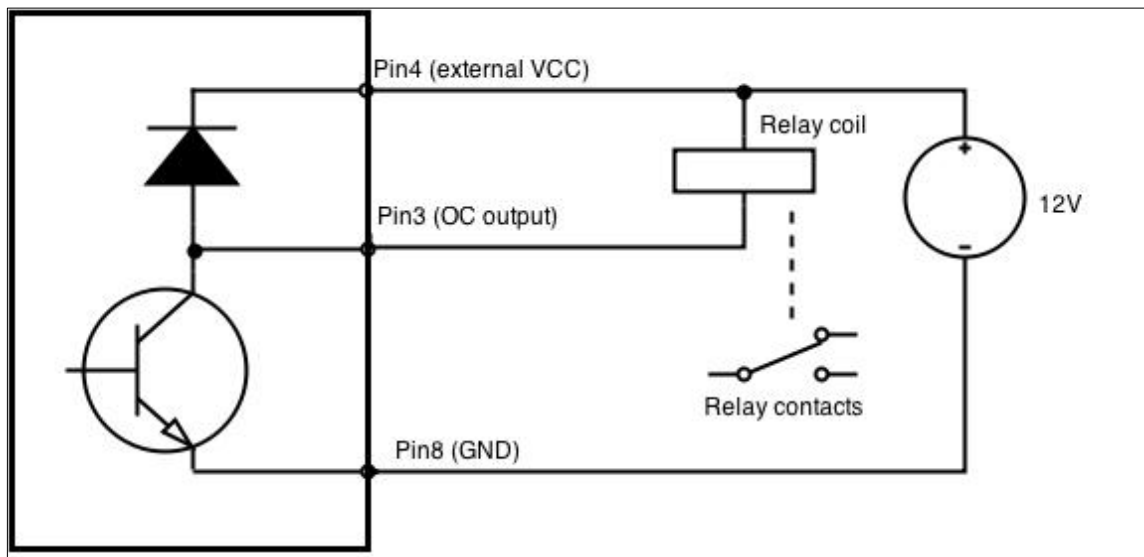 Pin4 (external VCC)
Relay coil
+
12V
Pin3 (OC output)
–
Relay contacts
Pin8 (GND)